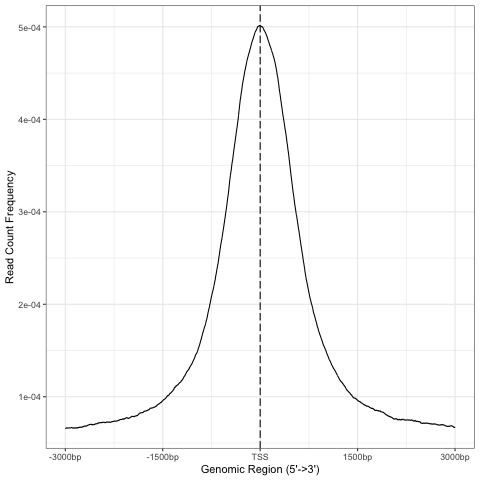 5e-04
4e-04
3e-04
2e-04
1e-04
Read Count Frequency
-3000bp -1500bp TSS 1500bp 3000bp
Genomic Region (5'->3')